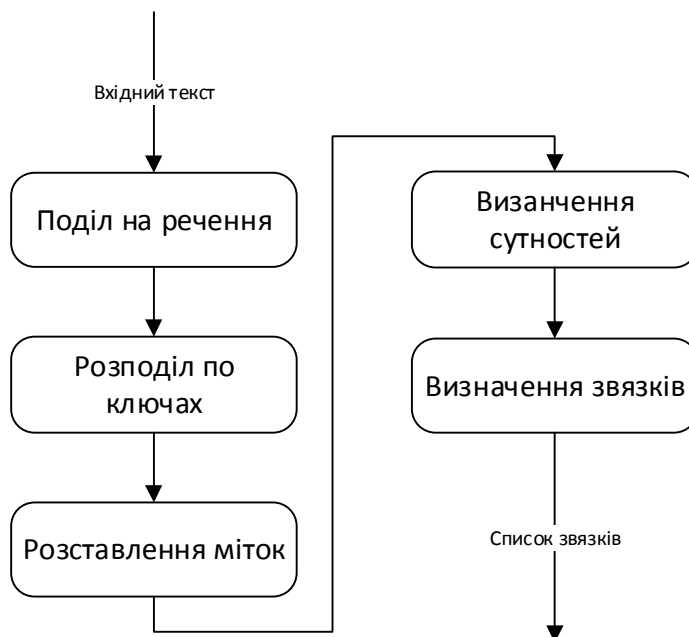 Вхідний текст
Поділ на речення
Розподіл по
ключах
Розставлення міток
Визанчення
сутностей
Визначення звязків
Список звязків